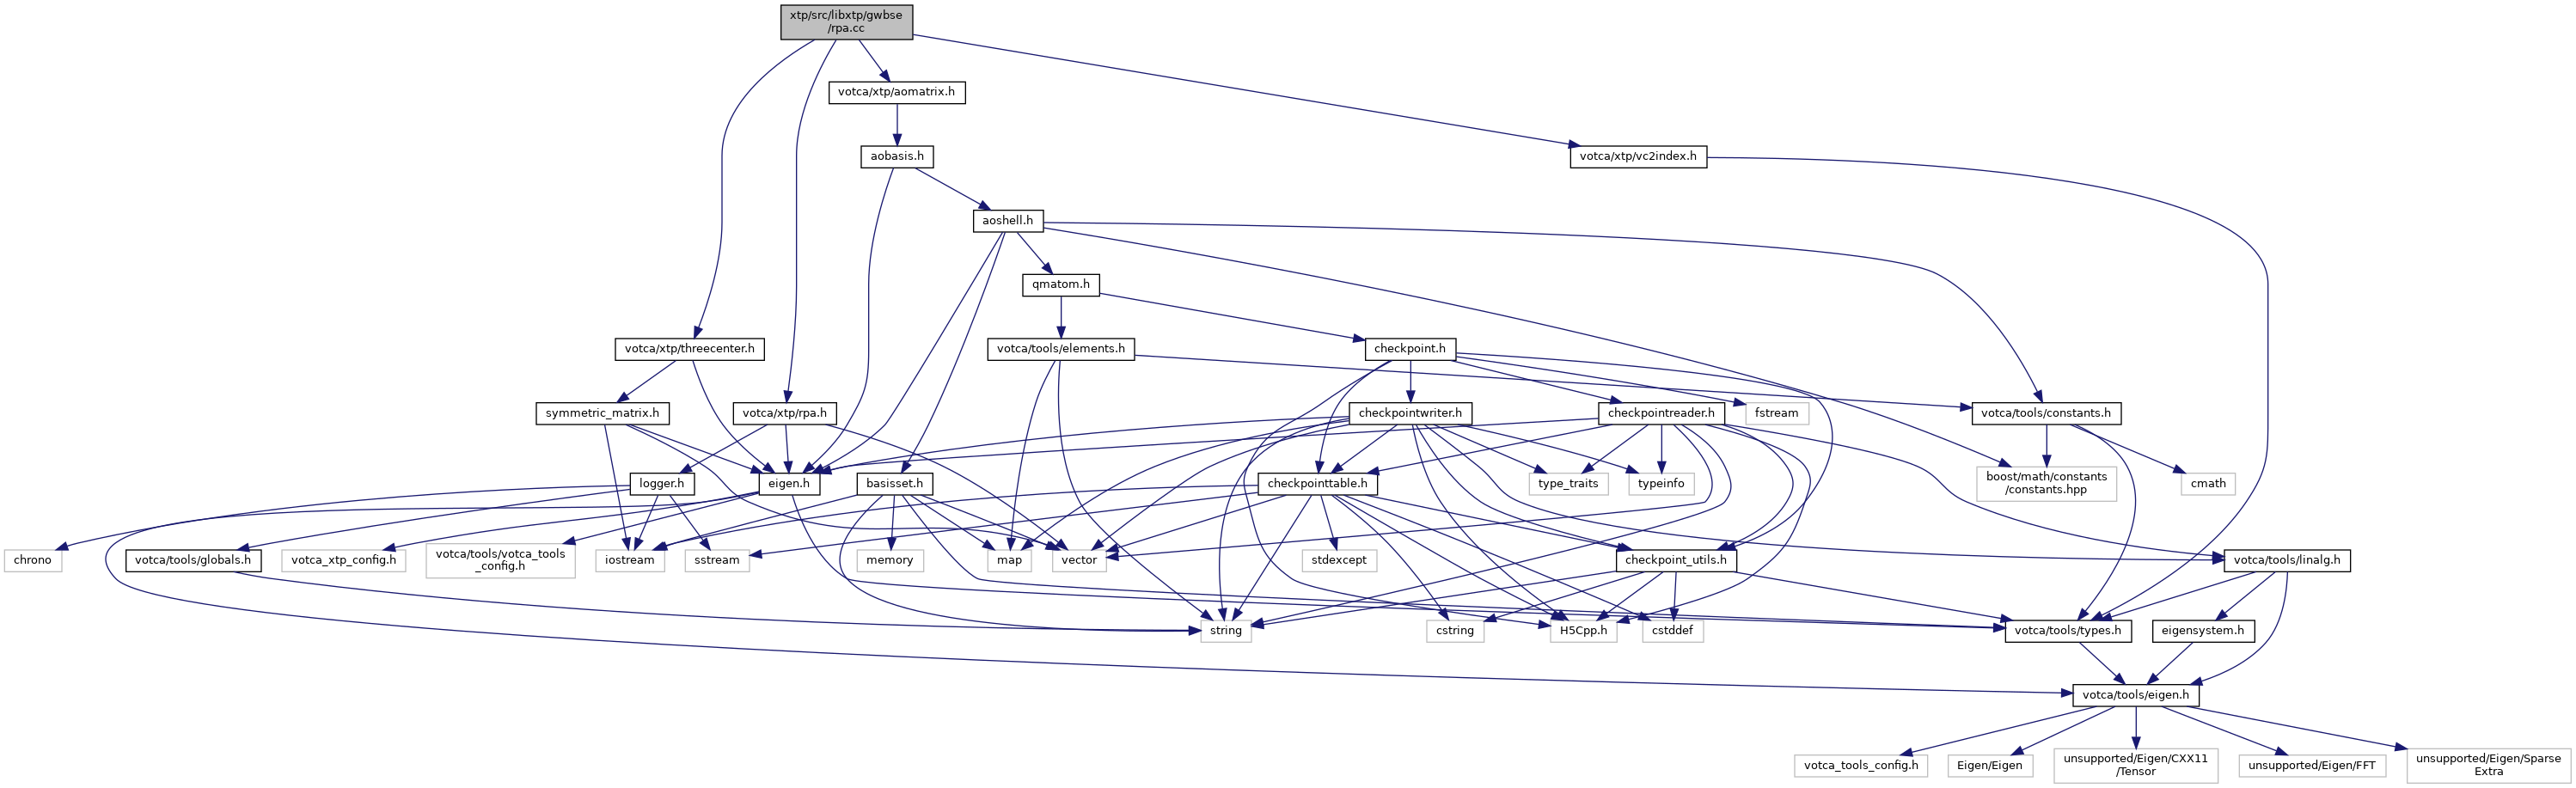 xtp/src/libxtp/gwbse
/rpa.cc
votca/xtp/aomatrix.h
aobasis.h
votca/xtp/vc2index.h
aoshell.h
qmatom.h
votca/xtp/threecenter.h
votca/tools/elements.h
checkpoint.h
symmetric_matrix.h
votca/xtp/rpa.h
checkpointwriter.h
checkpointreader.h
fstream
votca/tools/constants.h
logger.h
eigen.h
basisset.h
checkpointtable.h
type_traits
typeinfo
boost/math/constants
/constants.hpp
cmath
chrono
votca/tools/globals.h
votca_xtp_config.h
votca/tools/votca_tools
_config.h
iostream
sstream
memory
map
vector
stdexcept
checkpoint_utils.h
votca/tools/linalg.h
string
cstring
H5Cpp.h
cstddef
votca/tools/types.h
eigensystem.h
votca/tools/eigen.h
votca_tools_config.h
Eigen/Eigen
unsupported/Eigen/CXX11
/Tensor
unsupported/Eigen/FFT
unsupported/Eigen/Sparse
Extra